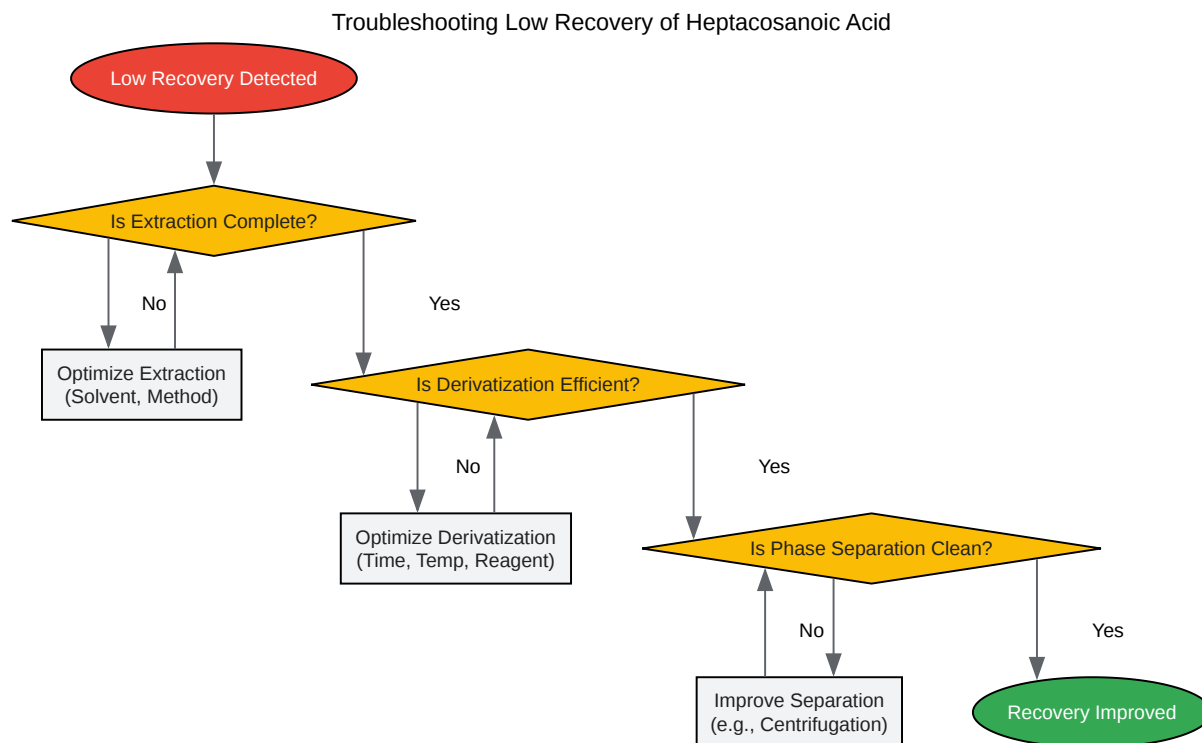 Troubleshooting Low Recovery of Heptacosanoic Acid
Low Recovery Detected
Is Extraction Complete?
No
Yes
Optimize Extraction
(Solvent, Method)
Is Derivatization Efficient?
No
Yes
Optimize Derivatization
(Time, Temp, Reagent)
Is Phase Separation Clean?
No
Yes
Improve Separation
(e.g., Centrifugation)
Recovery Improved